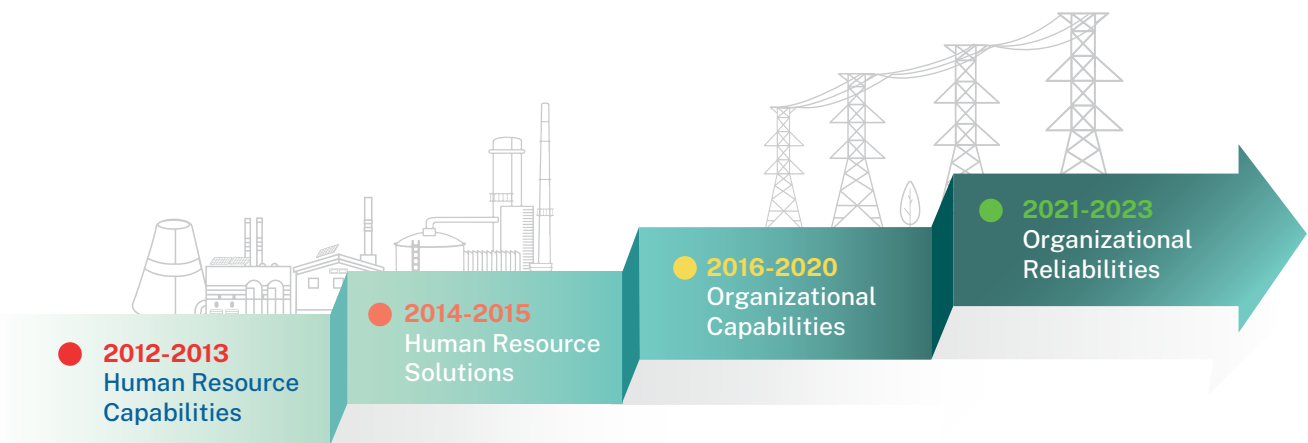 2012-2013
Human Resource
Capabilities
2014-2015
Human Resource
Solutions
2016-2020
Organizational
Capabilities
2021-2023
Organizational
Reliabilities